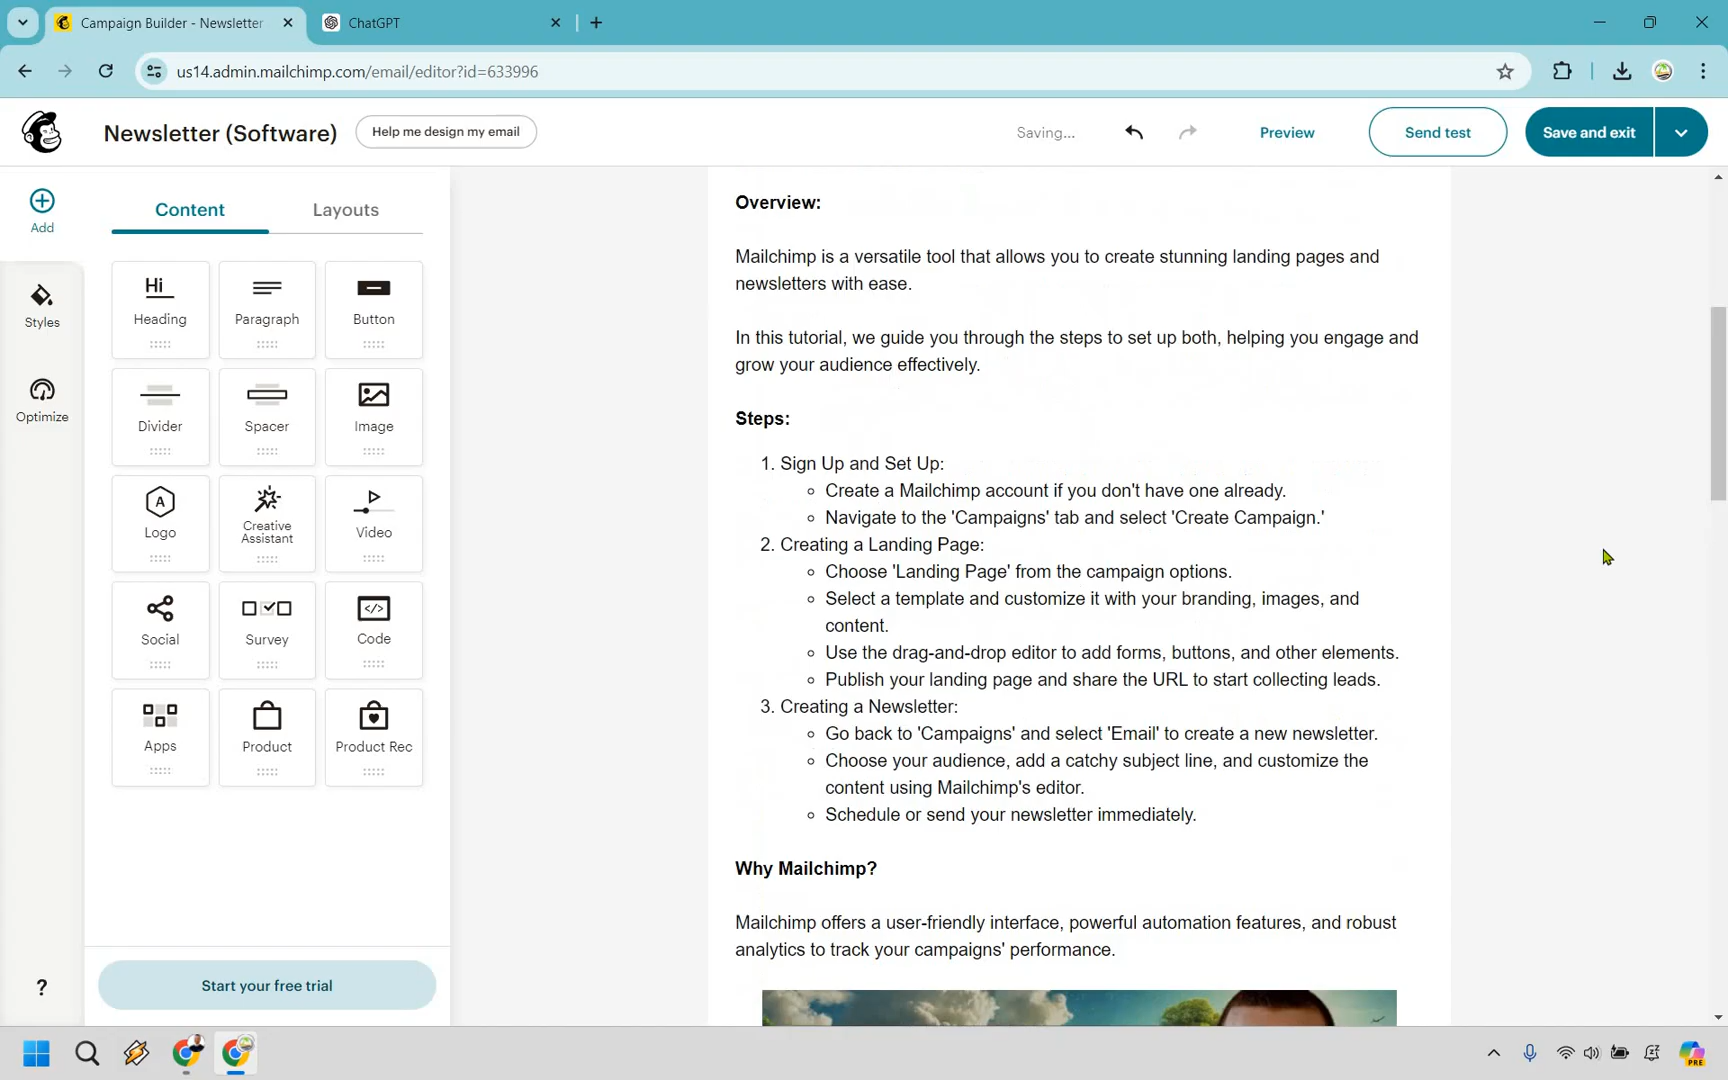 Campaign Builder - Newsletter
ChatGPT
us14.admin.mailchimp.com/email/editor?id=633996
Newsletter (Software)
Help me design my email
Saving...
Preview
Send test
Save and exit
Add
Styles
Optimize
Content
Layouts
Hi
Heading
Paragraph
Button
Divider
Spacer
Image
A
Logo
Creative
Assistant
Video
Social
Survey
</>
Code
Apps
Product
Product Rec
?
Start your free trial
Overview:
Mailchimp is a versatile tool that allows you to create stunning landing pages and
newsletters with ease.
In this tutorial, we guide you through the steps to set up both, helping you engage and
grow your audience effectively.
Steps:
1. Sign Up and Set Up:
Create a Mailchimp account if you don't have one already.
Navigate to the 'Campaigns' tab and select 'Create Campaign.'
2. Creating a Landing Page:
Choose 'Landing Page' from the campaign options.
Select a template and customize it with your branding, images, and
content.
Use the drag-and-drop editor to add forms, buttons, and other elements.
Publish your landing page and share the URL to start collecting leads.
3. Creating a Newsletter:
Go back to 'Campaigns' and select 'Email' to create a new newsletter.
Choose your audience, add a catchy subject line, and customize the
content using Mailchimp's editor.
Schedule or send your newsletter immediately.
Why Mailchimp?
Mailchimp offers a user-friendly interface, powerful automation features, and robust
analytics to track your campaigns' performance.
PRE